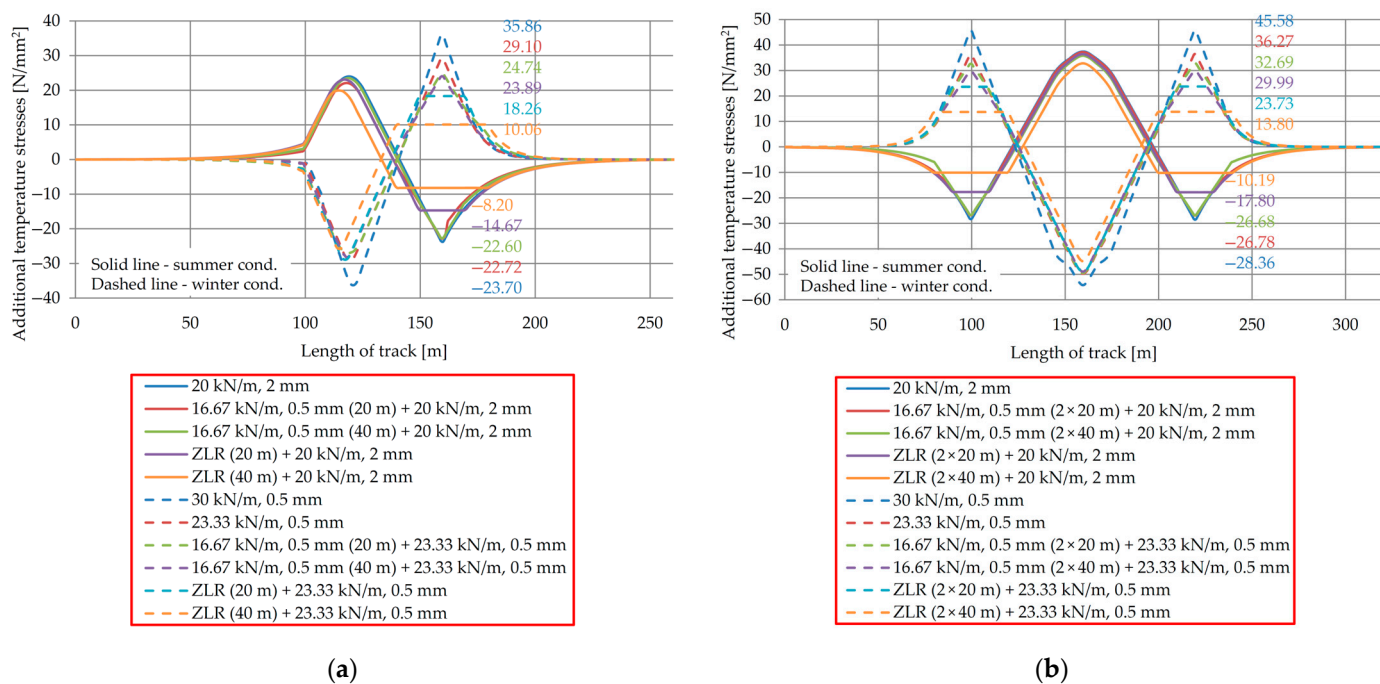 Additional temperature stresses [N/mm²]
40
30
20
10
0
−10
−20
−30
−40
35.86
29.10
24.74
23.89
18.26
10.06
−8.20
−14.67
−22.60
−22.72
−23.70
Solid line - summer cond.
Dashed line - winter cond.
0 50 100 150 200 250
Length of track [m]
20 kN/m, 2 mm
16.67 kN/m, 0.5 mm (20 m) + 20 kN/m, 2 mm
16.67 kN/m, 0.5 mm (40 m) + 20 kN/m, 2 mm
ZLR (20 m) + 20 kN/m, 2 mm
ZLR (40 m) + 20 kN/m, 2 mm
30 kN/m, 0.5 mm
23.33 kN/m, 0.5 mm
16.67 kN/m, 0.5 mm (20 m) + 23.33 kN/m, 0.5 mm
16.67 kN/m, 0.5 mm (40 m) + 23.33 kN/m, 0.5 mm
ZLR (20 m) + 23.33 kN/m, 0.5 mm
ZLR (40 m) + 23.33 kN/m, 0.5 mm
(a)
Additional temperature stresses [N/mm²]
50
40
30
20
10
0
−10
−20
−30
−40
−50
−60
45.58
36.27
32.69
29.99
23.73
13.80
−10.19
−17.80
−26.68
−26.78
−28.36
Solid line - summer cond.
Dashed line - winter cond.
0 50 100 150 200 250 300
Length of track [m]
20 kN/m, 2 mm
16.67 kN/m, 0.5 mm (2×20 m) + 20 kN/m, 2 mm
16.67 kN/m, 0.5 mm (2×40 m) + 20 kN/m, 2 mm
ZLR (2×20 m) + 20 kN/m, 2 mm
ZLR (2×40 m) + 20 kN/m, 2 mm
30 kN/m, 0.5 mm
23.33 kN/m, 0.5 mm
16.67 kN/m, 0.5 mm (2×20 m) + 23.33 kN/m, 0.5 mm
16.67 kN/m, 0.5 mm (2×40 m) + 23.33 kN/m, 0.5 mm
ZLR (2×20 m) + 23.33 kN/m, 0.5 mm
ZLR (2×40 m) + 23.33 kN/m, 0.5 mm
(b)